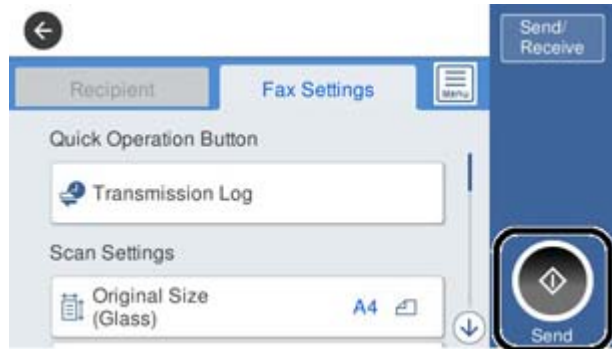 Send/
Receive
Recipient
Fax Settings
Menu
Quick Operation Button
Transmission Log
Scan Settings
Original Size
(Glass)
A4
Send